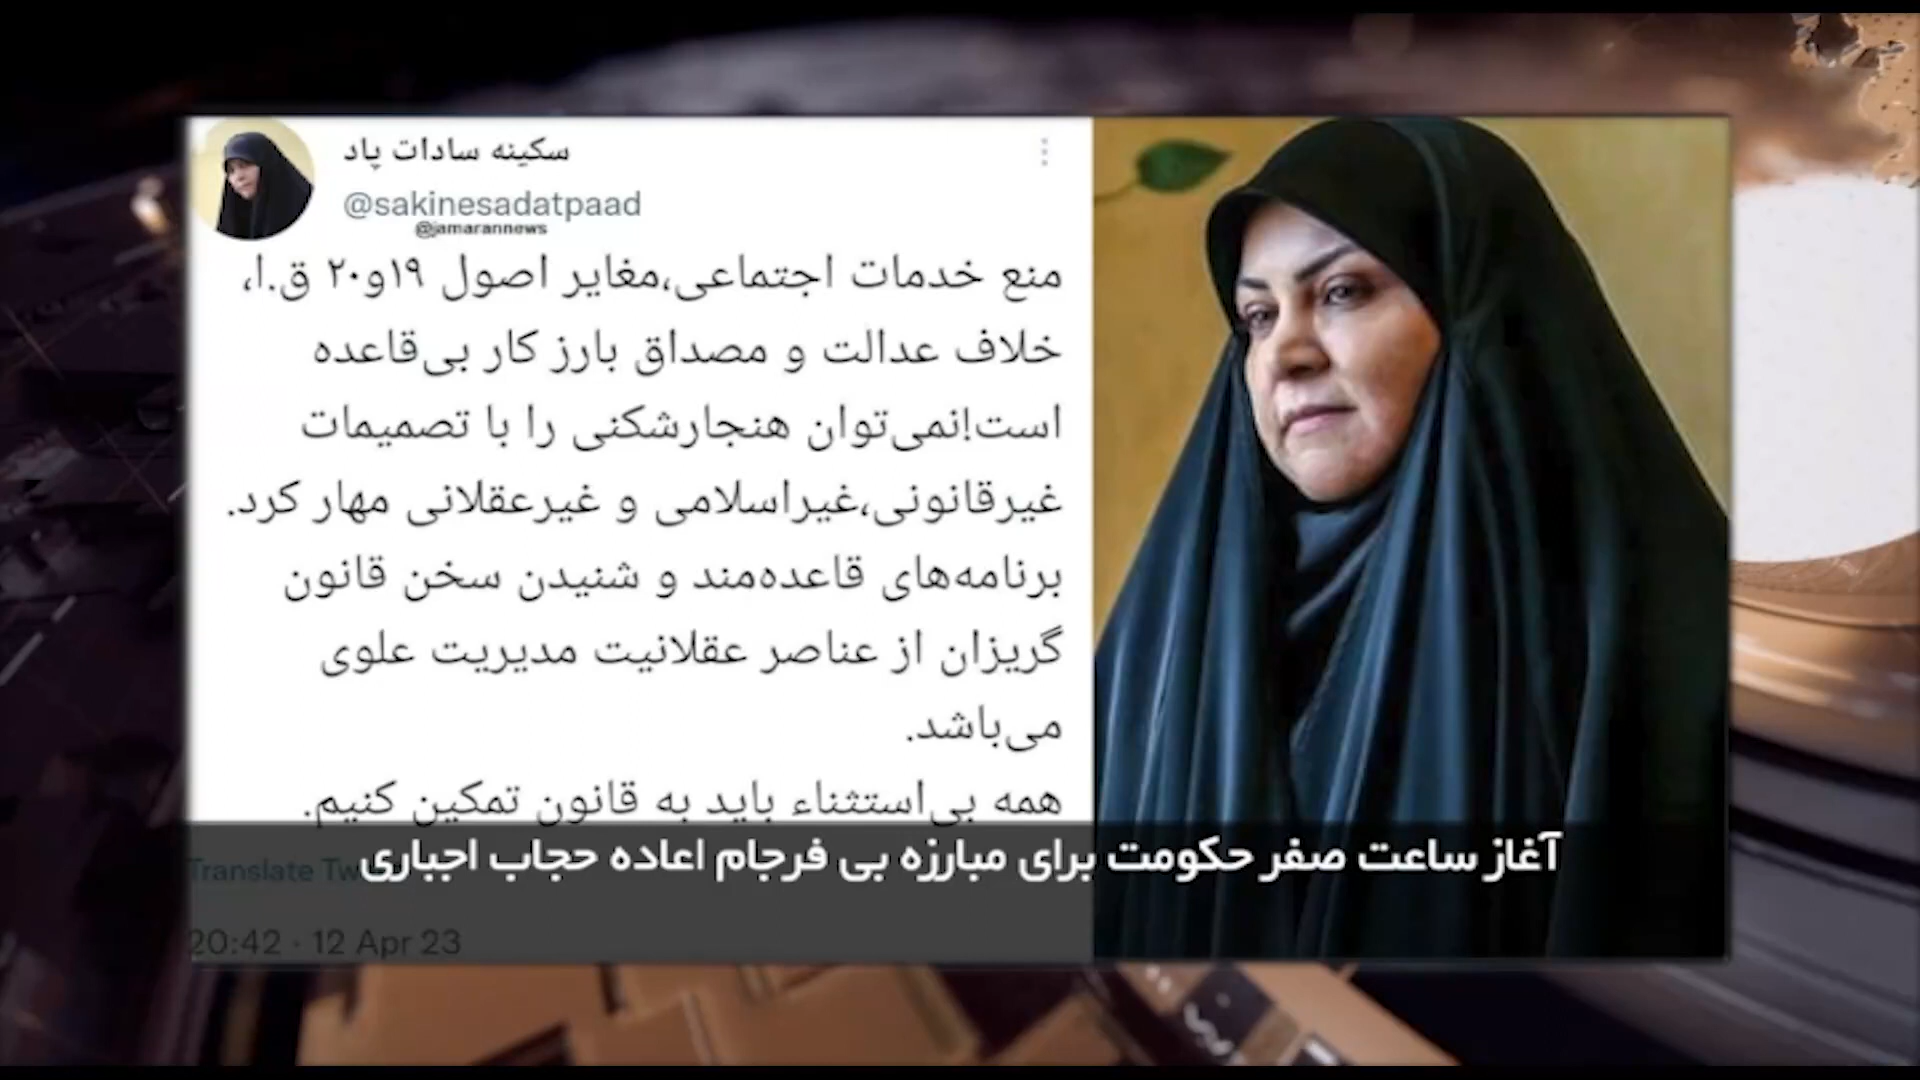 سکینه سادات پاد
@sakinesadatpaad
@jamarannews
منع خدمات اجتماعی،مغایر اصول ۱۹و۲۰ ق.ا،
خلاف عدالت و مصداق بارز کار بی‌قاعده
است!نمی‌توان هنجارشکنی را با تصمیمات
غیرقانونی،غیراسلامی و غیرعقلانی مهار کرد.
برنامه‌های قاعده‌مند و شنیدن سخن قانون
گریزان از عناصر عقلانیت مدیریت علوی
می‌باشد.
همه بی‌استثناء باید به قانون تمکین کنیم.
آغاز ساعت صفر حکومت برای مبارزه بی فرجام اعاده حجاب اجباری
Translate Tw
20:42 · 12 Apr 23